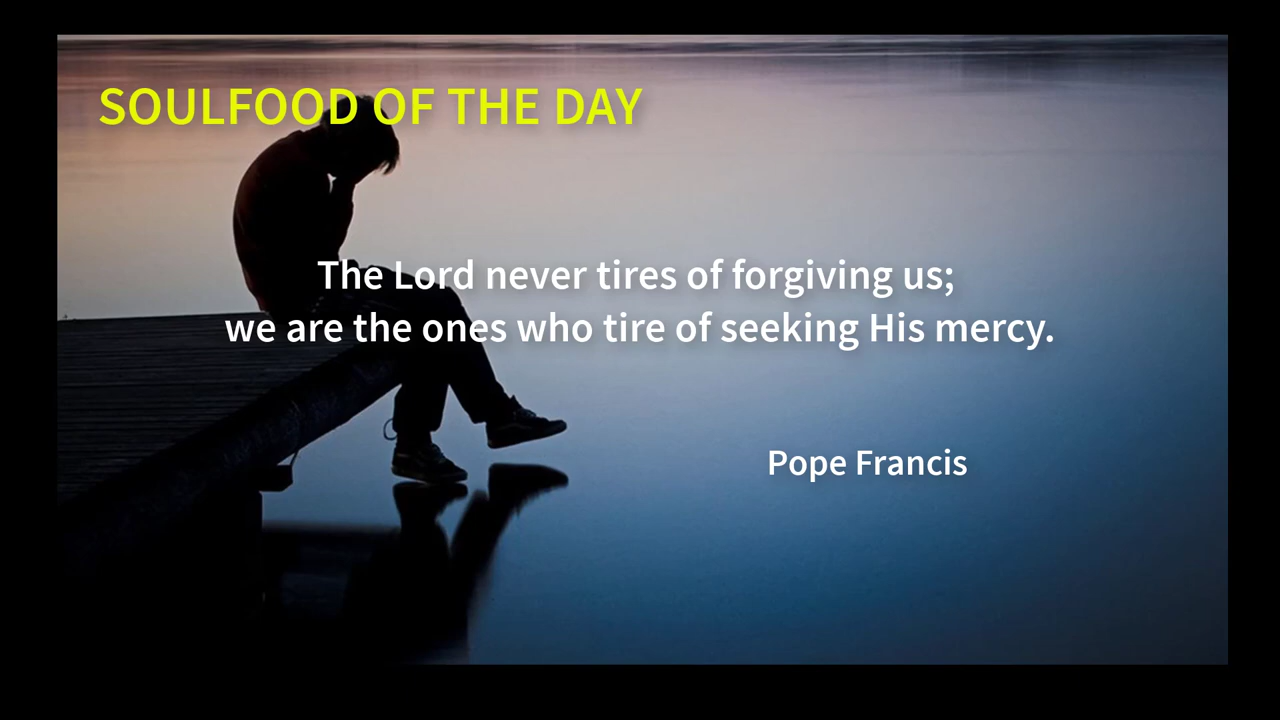 SOULFOOD OF THE DAY
The Lord never tires of forgiving us;
we are the ones who tire of seeking His mercy.
Pope Francis